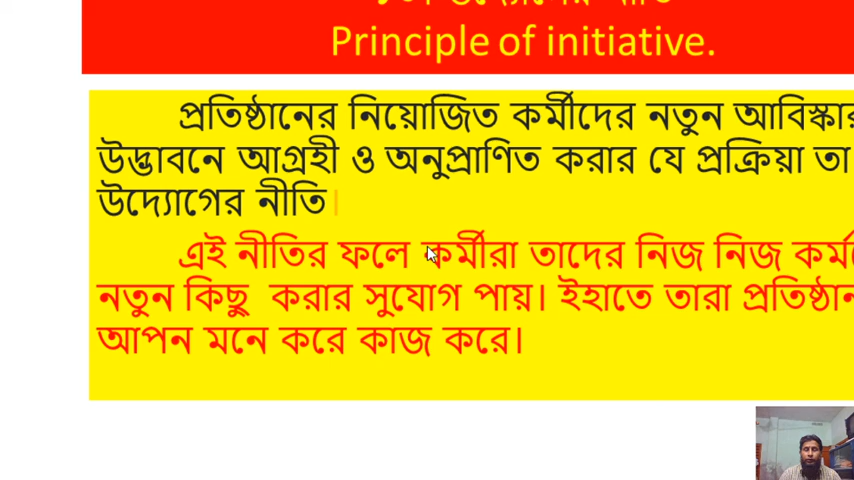 উদ্যোগের নীতি
Principle of initiative.
প্রতিষ্ঠানের নিয়োজিত কর্মীদের নতুন
উদ্ভাবনে আগ্রহী ও অনুপ্রাণিত করার যে প্রক্রিয়া তা
উদ্যোগের নীতি।
এই নীতির ফলে কর্মীরা তাদের নিজ নিজ
নতুন কিছু করার সুযোগ পায়। ইহাতে তারা
আপন মনে করে কাজ করে।